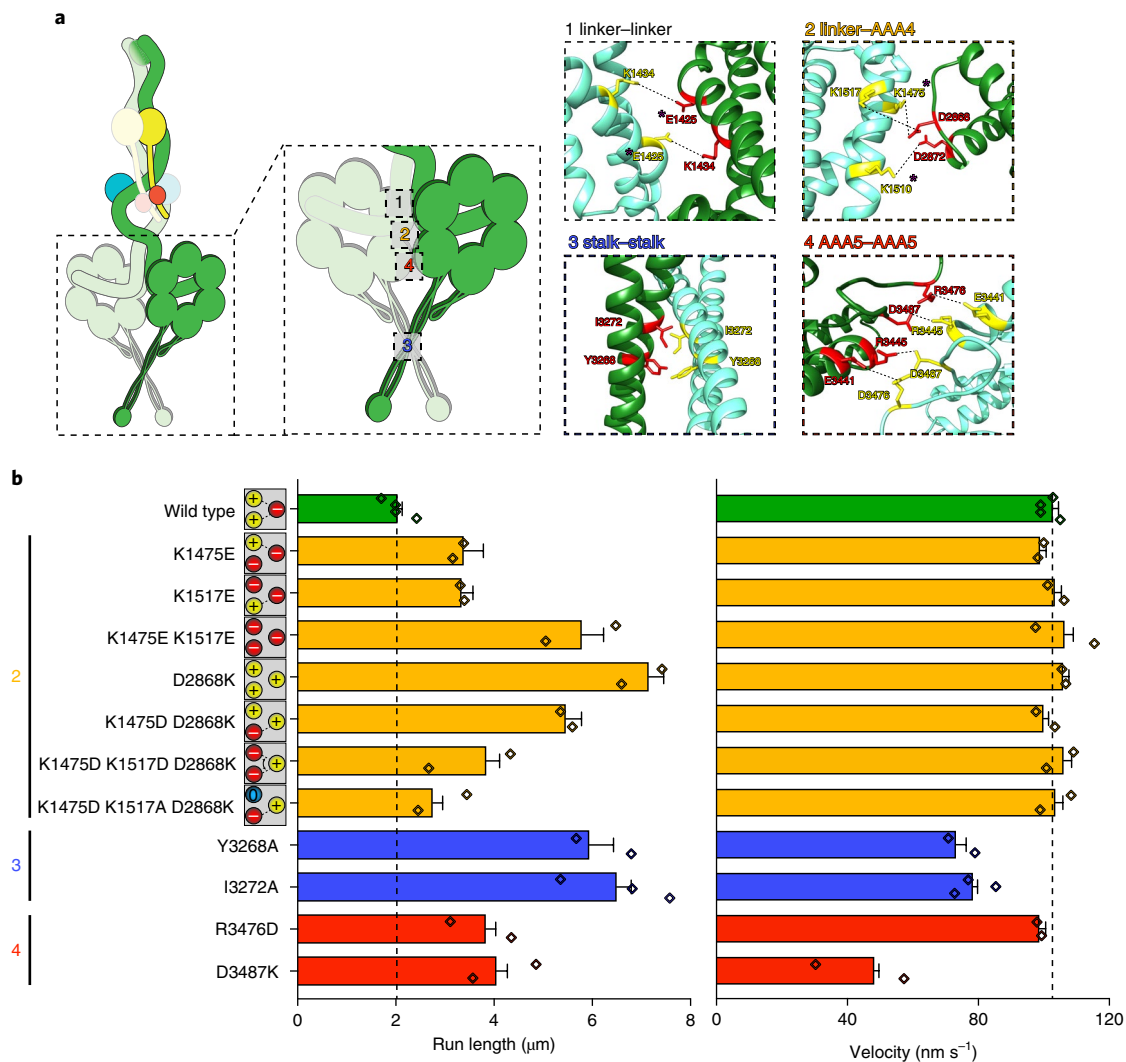 a
1 linker–linker
K1434
*
E1425
*
E1425
K1434
2 linker–AAA4
K1517
K1475
*
D2868
D2872
*
K1510
1
2
4
3
3 stalk–stalk
I3272
I3272
Y3268
Y3268
4 AAA5–AAA5
R3476
E3441
D3487
R3445
R3445
E3441
D3487
D3476
b
Wild type
+
−
+
2
K1475E
+
−
−
K1517E
−
−
+
K1475E K1517E
−
−
−
D2868K
+
+
+
K1475D D2868K
+
+
−
K1475D K1517D D2868K
−
+
−
K1475D K1517A D2868K
0
+
−
3
Y3268A
I3272A
4
R3476D
D3487K
0 2 4 6 8
Run length (μm)
0 40 80 120
Velocity (nm s⁻¹)